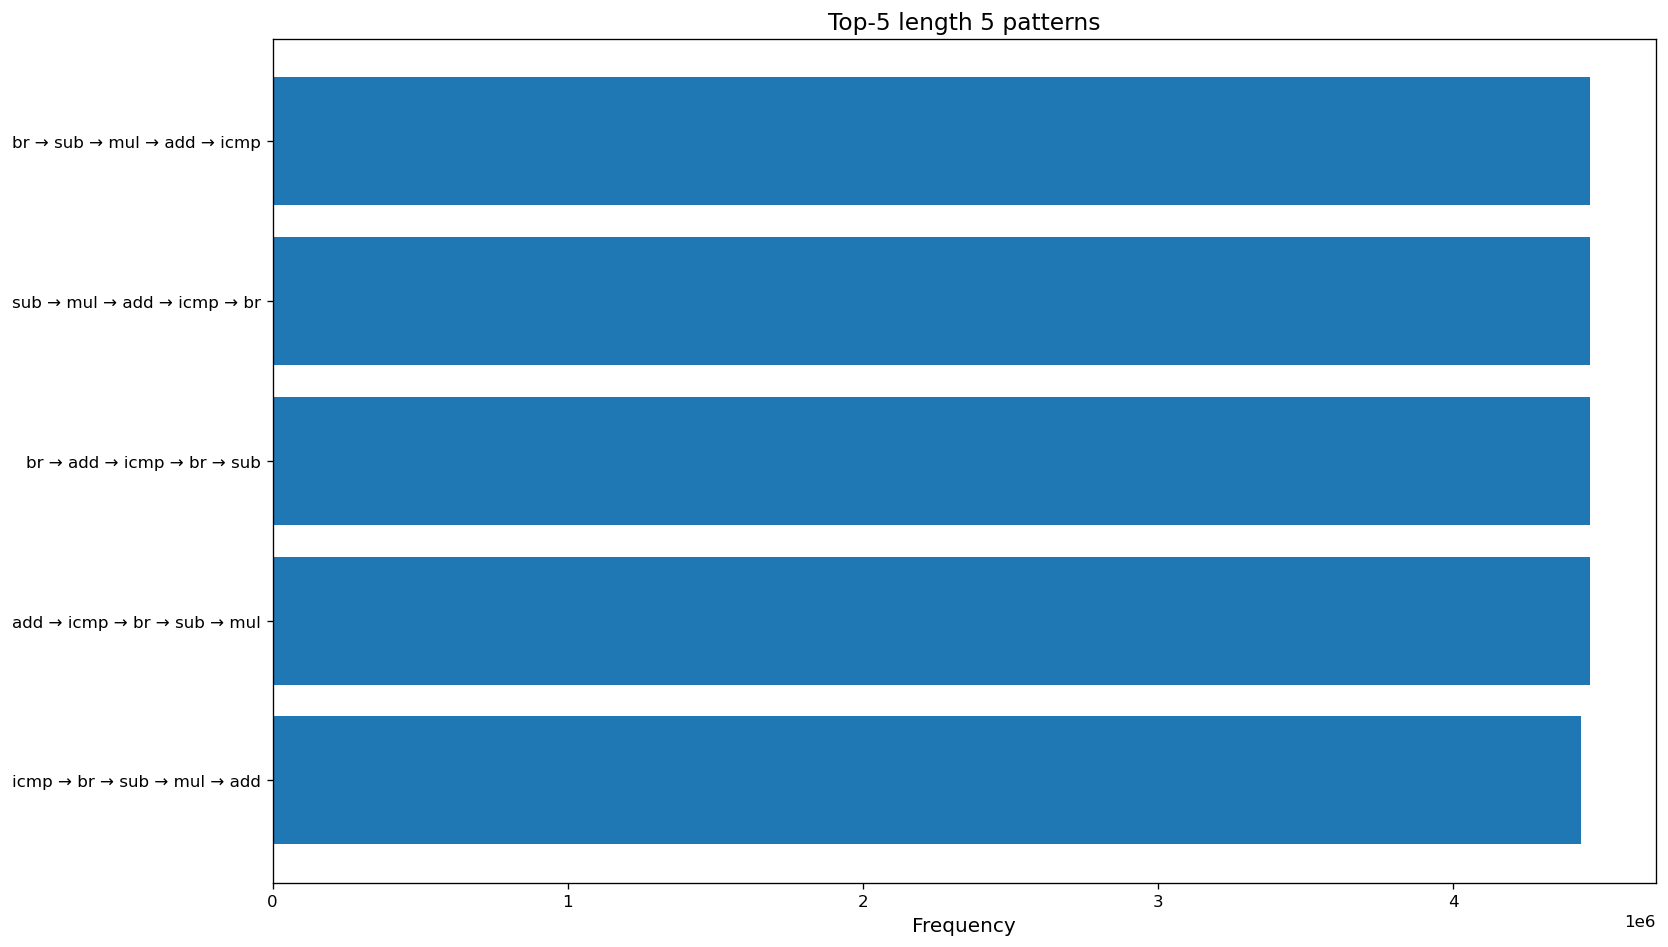 Top-5 length 5 patterns
br → sub → mul → add → icmp
sub → mul → add → icmp → br
br → add → icmp → br → sub
add → icmp → br → sub → mul
icmp → br → sub → mul → add
0 1 2 3 4
1e6
Frequency